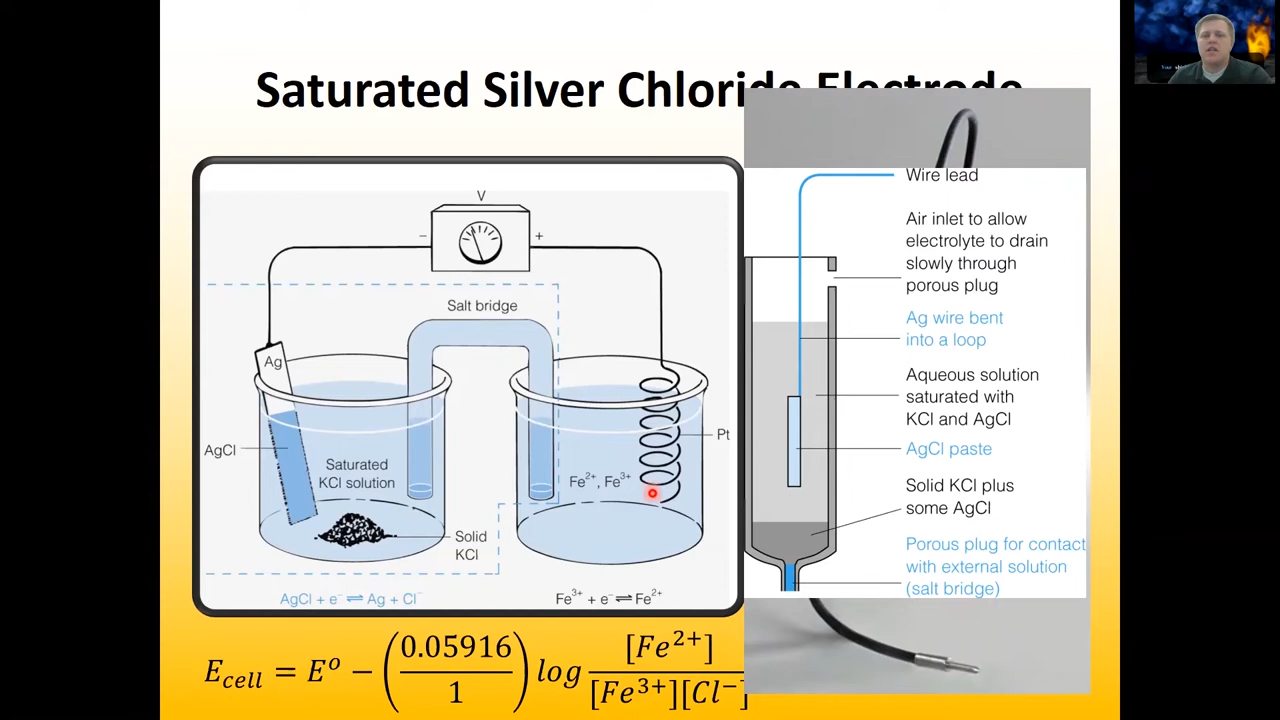 Saturated Silver Chloride Electrode
V
− +
Salt bridge
Ag
AgCl
Saturated
KCl solution
Solid
KCl
Fe²⁺, Fe³⁺
Pt
AgCl + e⁻ ⇌ Ag + Cl⁻
Fe³⁺ + e⁻ ⇌ Fe²⁺
Wire lead
Air inlet to allow
electrolyte to drain
slowly through
porous plug
Ag wire bent
into a loop
Aqueous solution
saturated with
KCl and AgCl
AgCl paste
Solid KCl plus
some AgCl
Porous plug for contact
with external solution
(salt bridge)
E_cell = E° − (0.05916/1) log [Fe²⁺]/[Fe³⁺][Cl⁻]